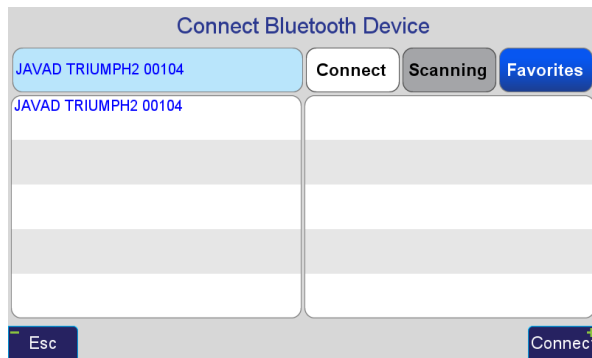 Connect Bluetooth Device
JAVAD TRIUMPH2 00104 Connect Scanning Favorites
JAVAD TRIUMPH2 00104
Esc Connect